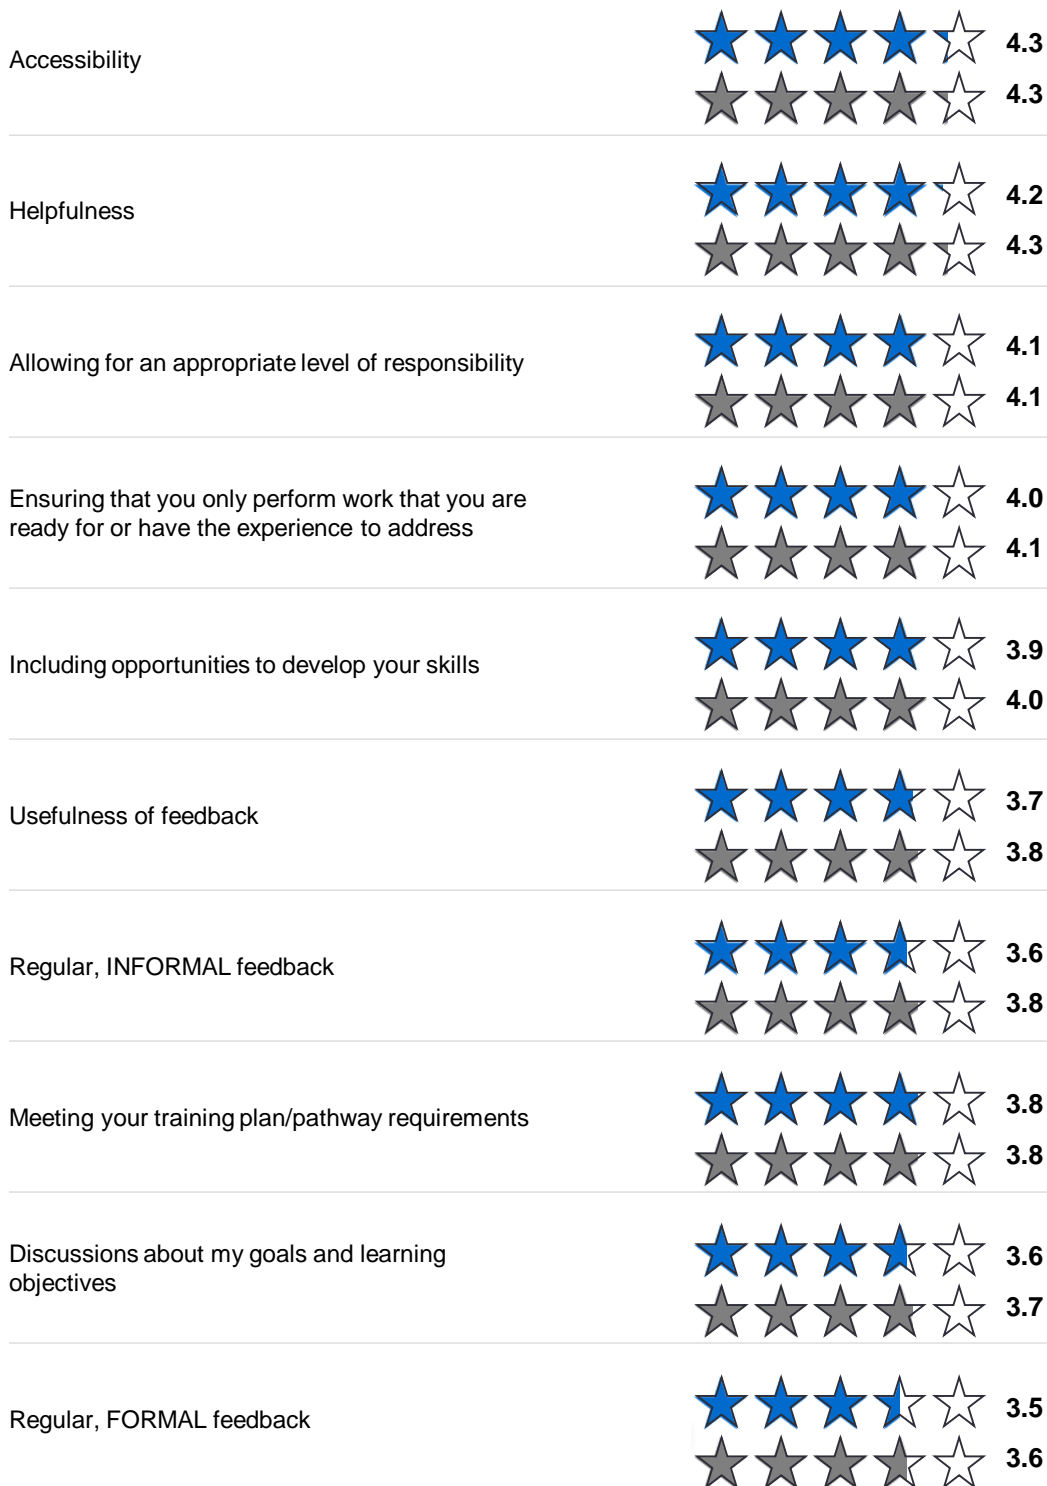 Accessibility
4.3
4.3
Helpfulness
4.2
4.3
Allowing for an appropriate level of responsibility
4.1
4.1
Ensuring that you only perform work that you are
ready for or have the experience to address
4.0
4.1
Including opportunities to develop your skills
3.9
4.0
Usefulness of feedback
3.7
3.8
Regular, INFORMAL feedback
3.6
3.8
Meeting your training plan/pathway requirements
3.8
3.8
Discussions about my goals and learning
objectives
3.6
3.7
Regular, FORMAL feedback
3.5
3.6